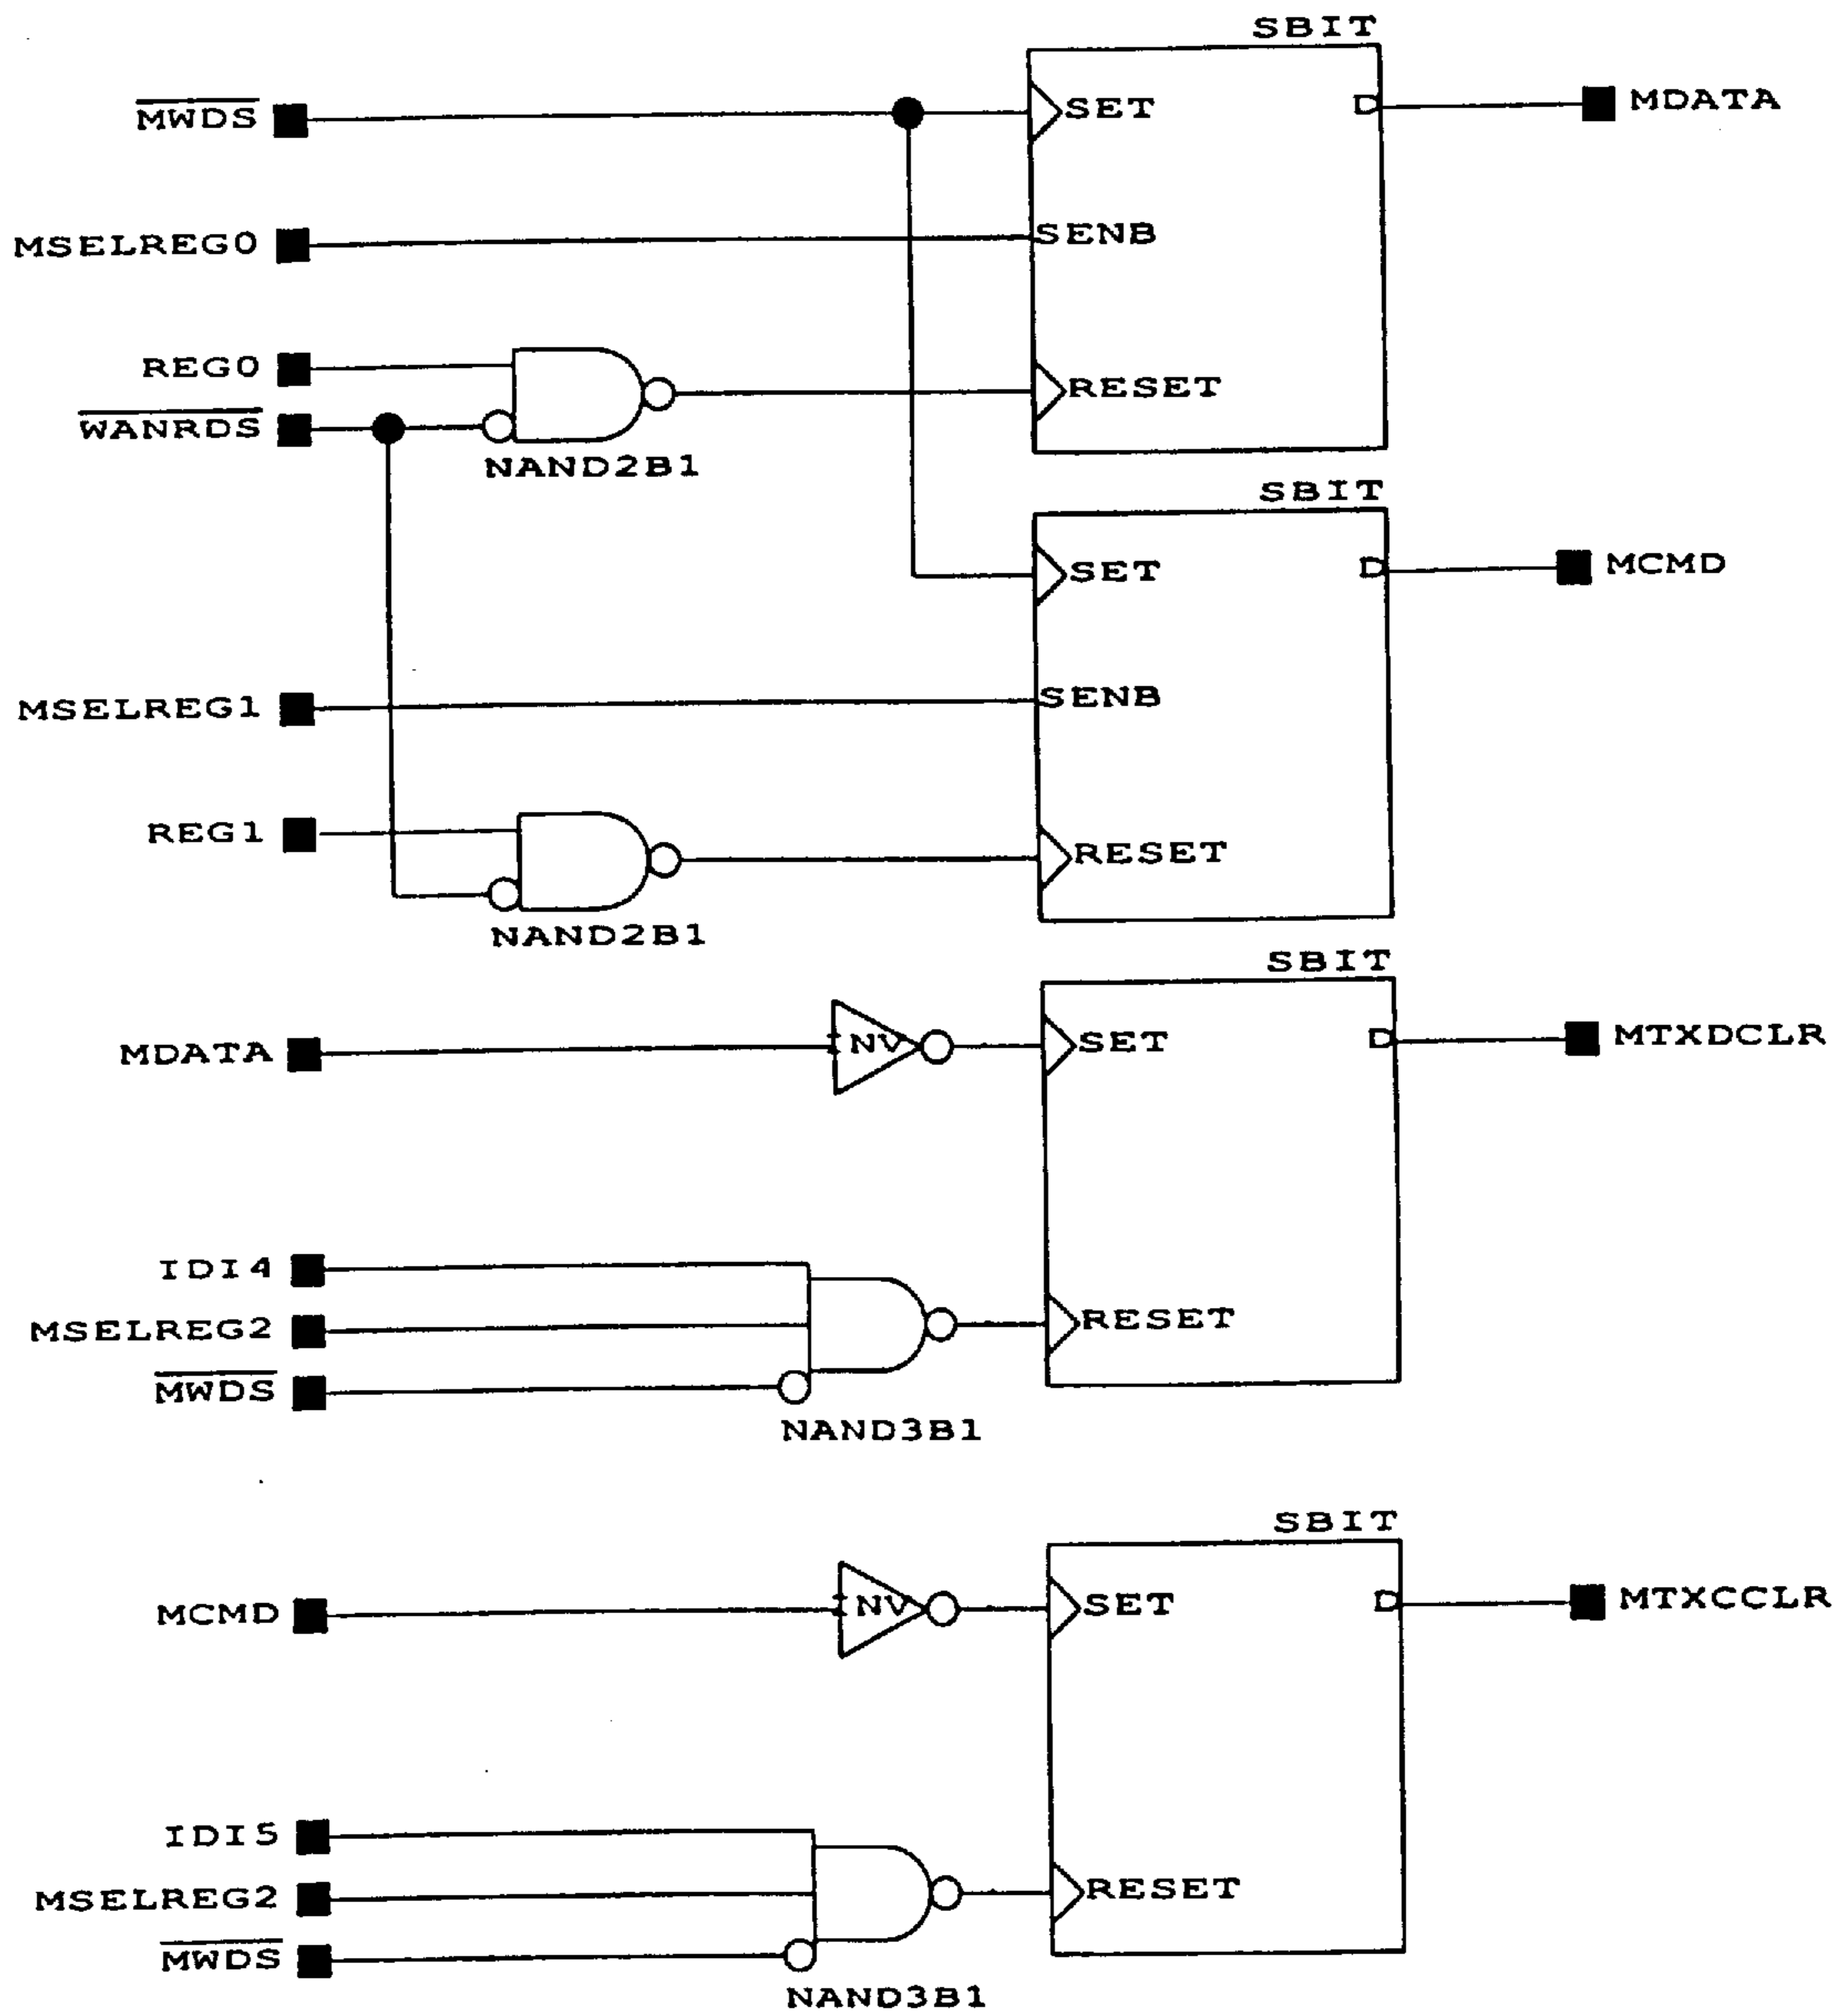 SBIT
MWDS
SET
D
MDATA
MSELREG0
SENB
REG0
RESET
WANRDS
NAND2B1
SBIT
SET
D
MCMD
MSELREG1
SENB
REG1
RESET
NAND2B1
SBIT
MDATA
INV
SET
D
MTXDCLR
IDI4
MSELREG2
RESET
MWDS
NAND3B1
SBIT
MCMD
INV
SET
D
MTXCCLR
IDI5
MSELREG2
RESET
MWDS
NAND3B1